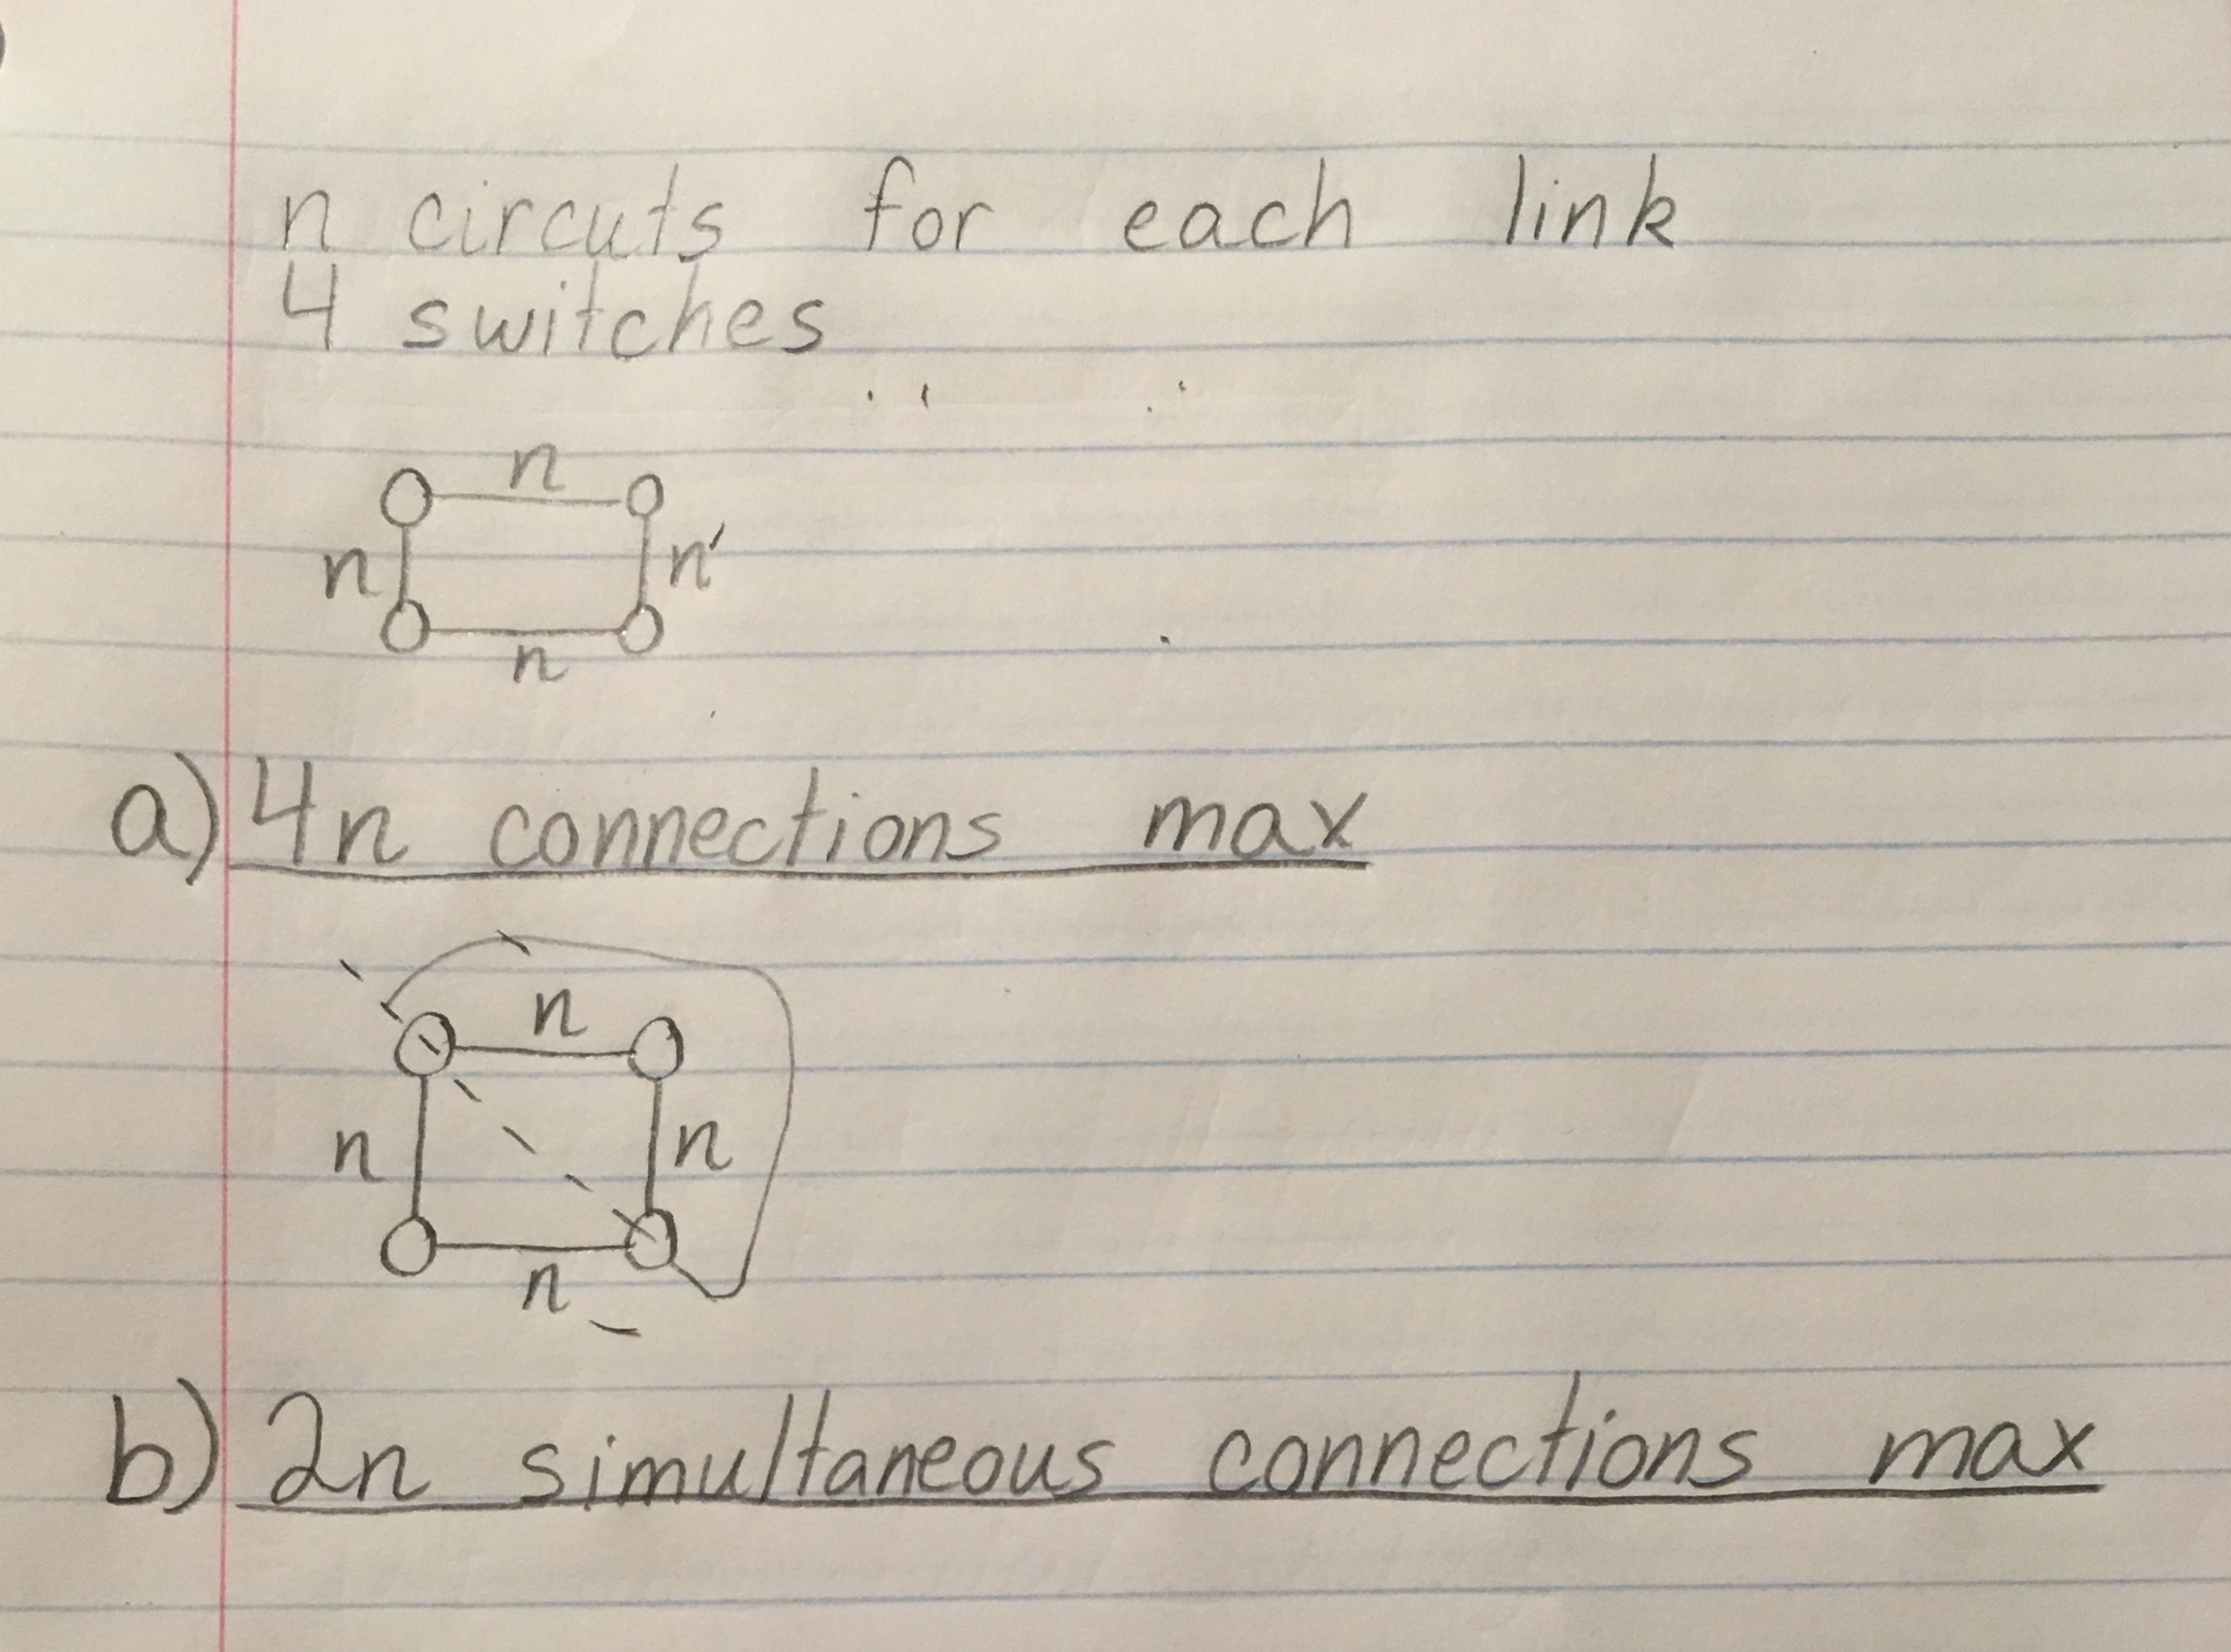 n circuts for each link
4 switches
n
n n
n
a) 4n connections max
n
n n
n
b) 2n simultaneous connections max